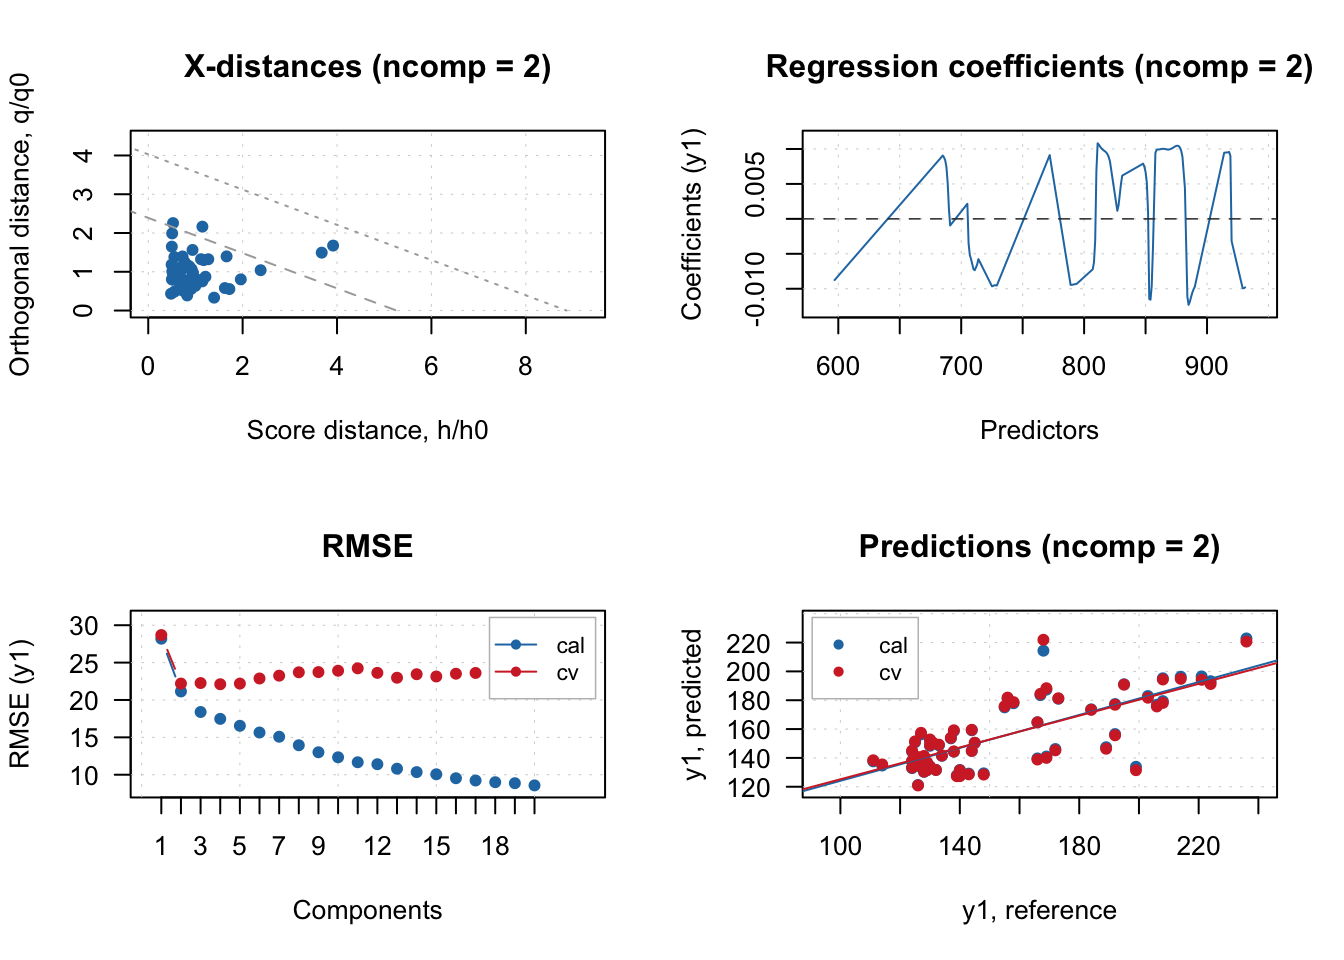 X-distances (ncomp = 2)
Orthogonal distance, q/q0
4
3
2
1
0
0 2 4 6 8
Score distance, h/h0
Regression coefficients (ncomp = 2)
Coefficients (y1)
0.005
-0.010
600 700 800 900
Predictors
RMSE
RMSE (y1)
30
25
20
15
10
cal
cv
1 3 5 7 9 12 15 18
Components
Predictions (ncomp = 2)
y1, predicted
220
200
180
160
140
120
cal
cv
100 140 180 220
y1, reference